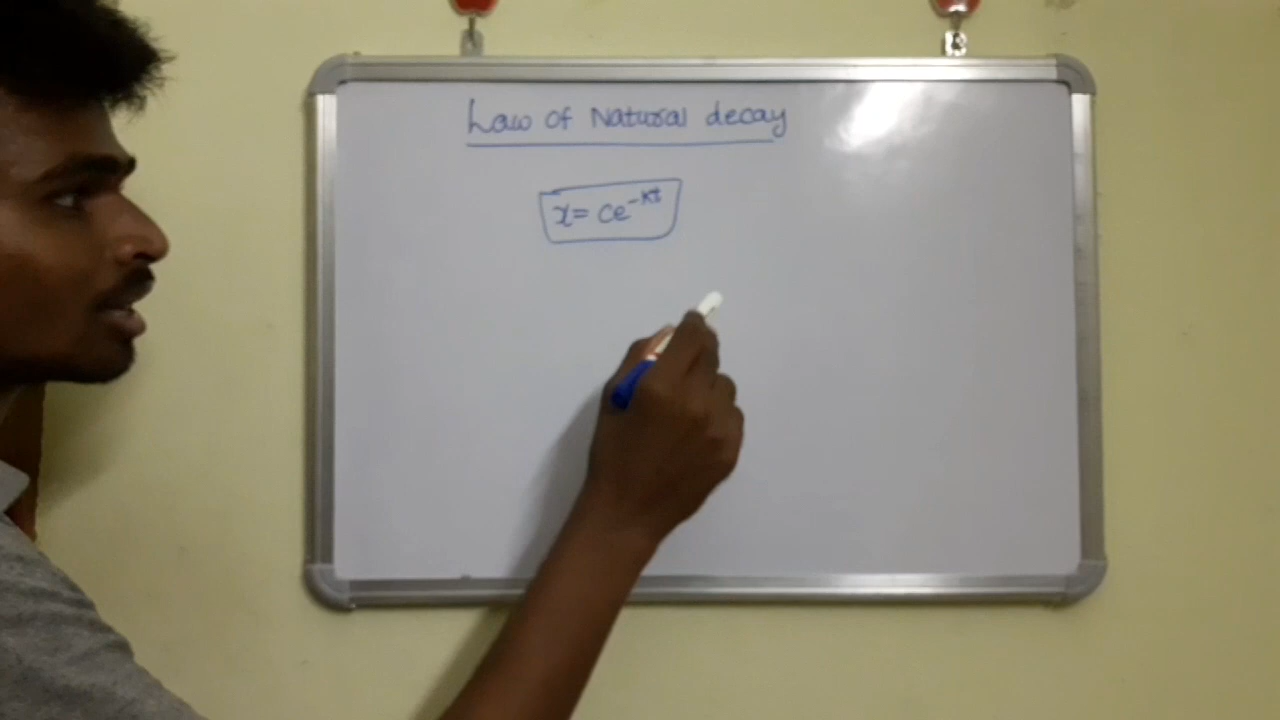 Law of Natural decay
x = ce^{-kt}